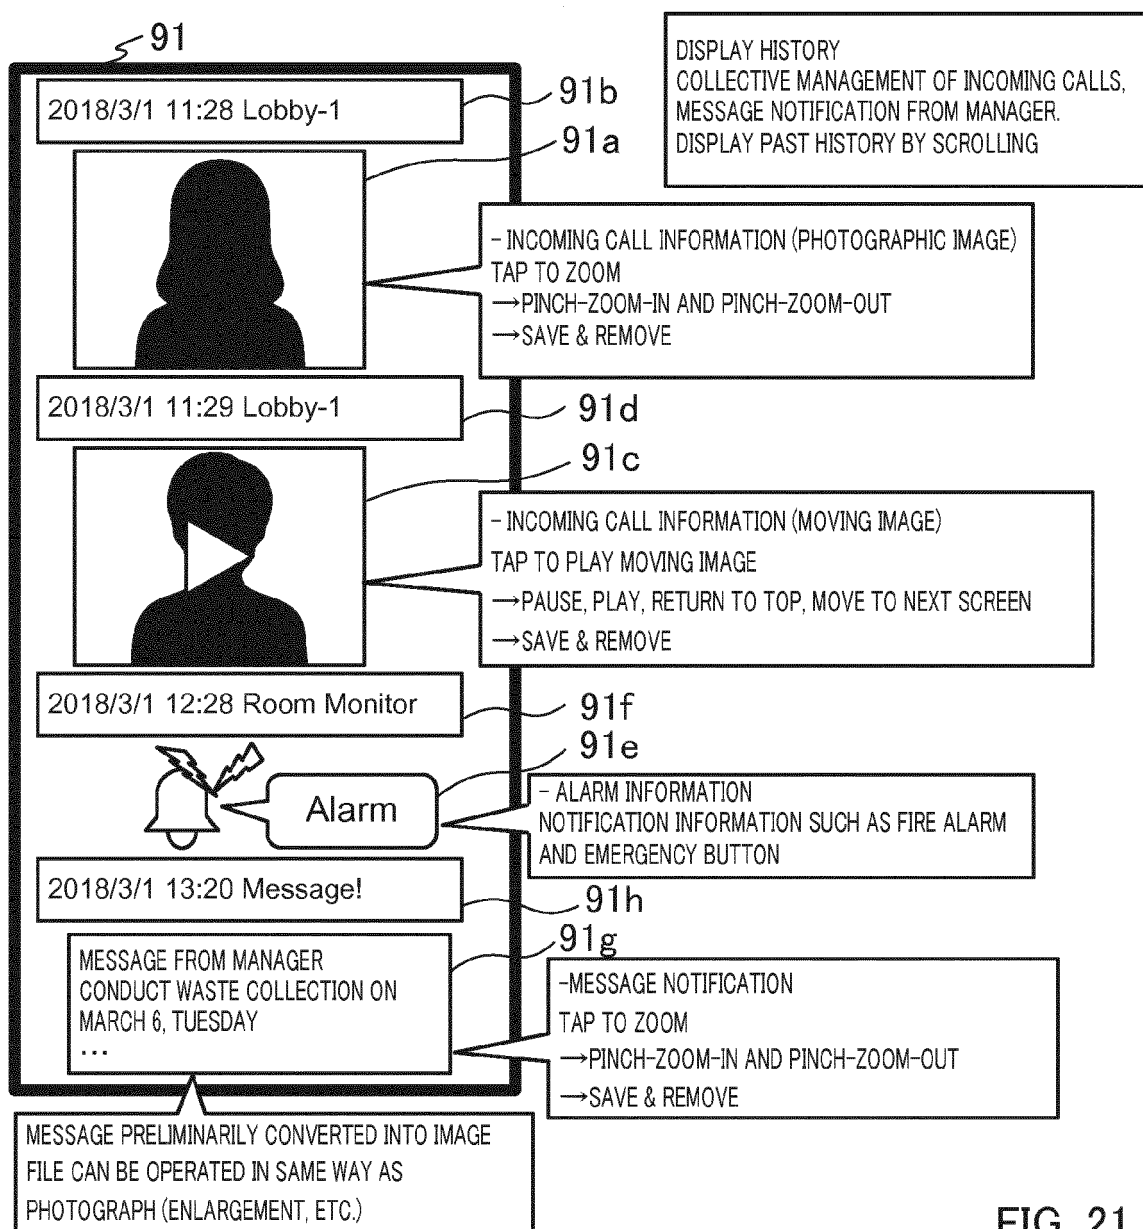 91
DISPLAY HISTORY
COLLECTIVE MANAGEMENT OF INCOMING CALLS,
MESSAGE NOTIFICATION FROM MANAGER.
DISPLAY PAST HISTORY BY SCROLLING
2018/3/1 11:28 Lobby-1
91b
91a
- INCOMING CALL INFORMATION (PHOTOGRAPHIC IMAGE)
TAP TO ZOOM
→PINCH-ZOOM-IN AND PINCH-ZOOM-OUT
→SAVE & REMOVE
2018/3/1 11:29 Lobby-1
91d
91c
- INCOMING CALL INFORMATION (MOVING IMAGE)
TAP TO PLAY MOVING IMAGE
→PAUSE, PLAY, RETURN TO TOP, MOVE TO NEXT SCREEN
→SAVE & REMOVE
2018/3/1 12:28 Room Monitor
91f
91e
Alarm
- ALARM INFORMATION
NOTIFICATION INFORMATION SUCH AS FIRE ALARM
AND EMERGENCY BUTTON
2018/3/1 13:20 Message!
91h
91g
MESSAGE FROM MANAGER
CONDUCT WASTE COLLECTION ON
MARCH 6, TUESDAY
...
-MESSAGE NOTIFICATION
TAP TO ZOOM
→PINCH-ZOOM-IN AND PINCH-ZOOM-OUT
→SAVE & REMOVE
MESSAGE PRELIMINARILY CONVERTED INTO IMAGE
FILE CAN BE OPERATED IN SAME WAY AS
PHOTOGRAPH (ENLARGEMENT, ETC.)
FIG. 21